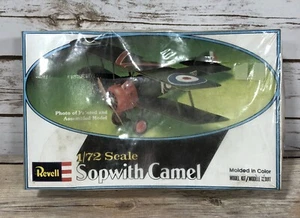 Photo of Painted and
Assembled Model
1/72 Scale
Revell
Sopwith Camel
Molded in Color